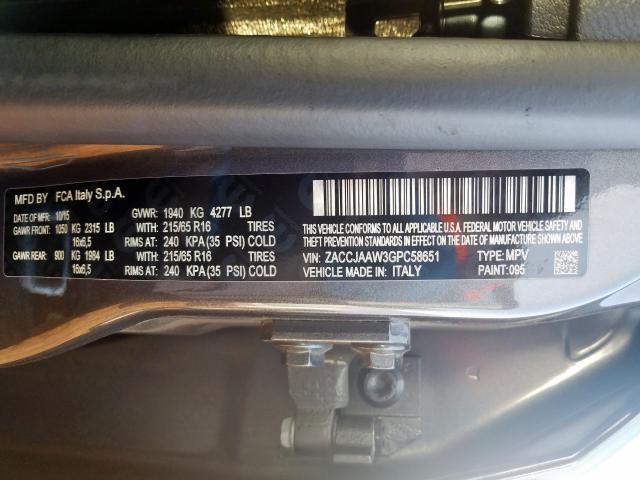 MFD BY FCA Italy S.p.A.
DATE OF MFR 10/15 GVWR: 1940 KG 4277 LB
GAWR FRONT: 1050 KG 2315 LB WITH: 215/65 R16 TIRES
16x6,5 RIMS AT: 240 KPA (35 PSI) COLD
GAWR REAR: 900 KG 1984 LB WITH: 215/65 R16 TIRES
16x6,5 RIMS AT: 240 KPA (35 PSI) COLD
THIS VEHICLE CONFORMS TO ALL APPLICABLE U.S.A. FEDERAL MOTOR VEHICLE SAFETY, BUMPER, AND
THEFT PREVENTION STANDARDS IN EFFECT ON THE DATE OF MANUFACTURE SHOWN ABOVE.
VIN: ZACCJAAW3GPC58651 TYPE: MPV
VEHICLE MADE IN: ITALY PAINT: 095